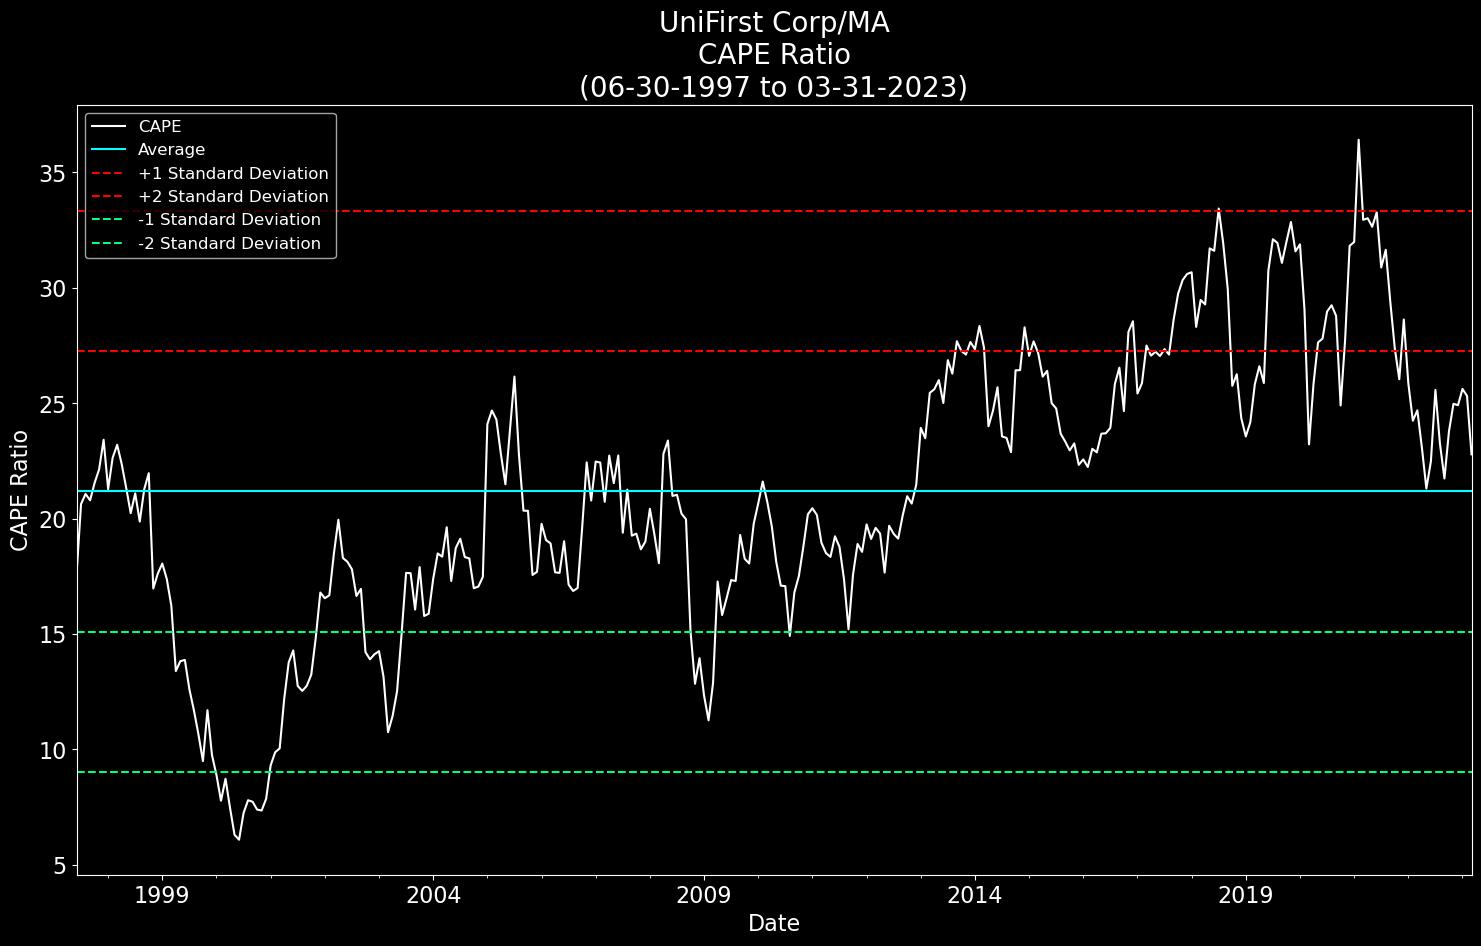 UniFirst Corp/MA
CAPE Ratio
(06-30-1997 to 03-31-2023)
CAPE
Average
+1 Standard Deviation
+2 Standard Deviation
-1 Standard Deviation
-2 Standard Deviation
35
30
25
20
15
10
5
CAPE Ratio
1999
2004
2009
2014
2019
Date